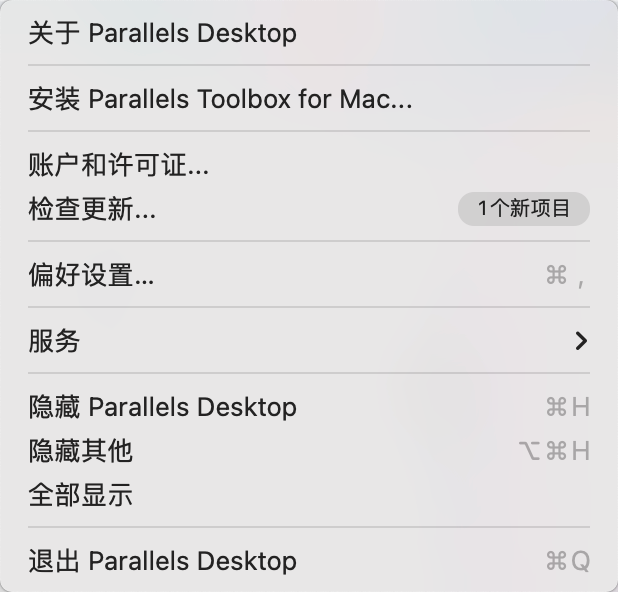 关于 Parallels Desktop
安装 Parallels Toolbox for Mac...
账户和许可证...
检查更新... 1个新项目
偏好设置... ⌘ ,
服务
隐藏 Parallels Desktop ⌘H
隐藏其他 ⌥⌘H
全部显示
退出 Parallels Desktop ⌘Q